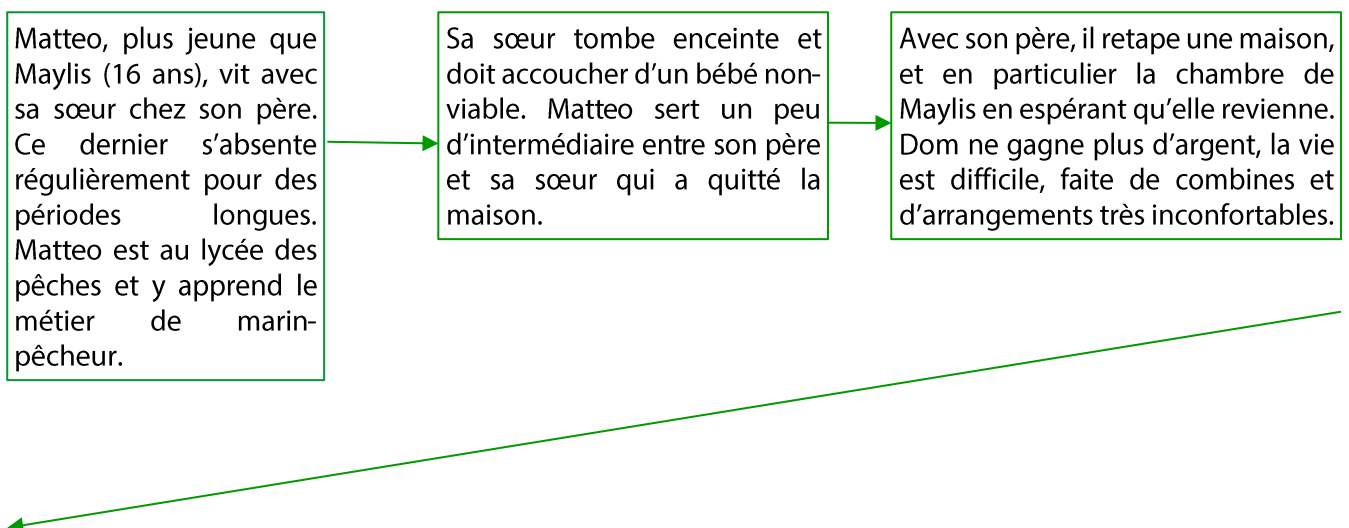 Matteo, plus jeune que
Maylis (16 ans), vit avec
sa sœur chez son père.
Ce dernier s’absente
régulièrement pour des
périodes longues.
Matteo est au lycée des
pêches et y apprend le
métier de marin-
pêcheur.
Sa sœur tombe enceinte et
doit accoucher d’un bébé non-
viable. Matteo sert un peu
d’intermédiaire entre son père
et sa sœur qui a quitté la
maison.
Avec son père, il retape une maison,
et en particulier la chambre de
Maylis en espérant qu’elle revienne.
Dom ne gagne plus d’argent, la vie
est difficile, faite de combines et
d’arrangements très inconfortables.